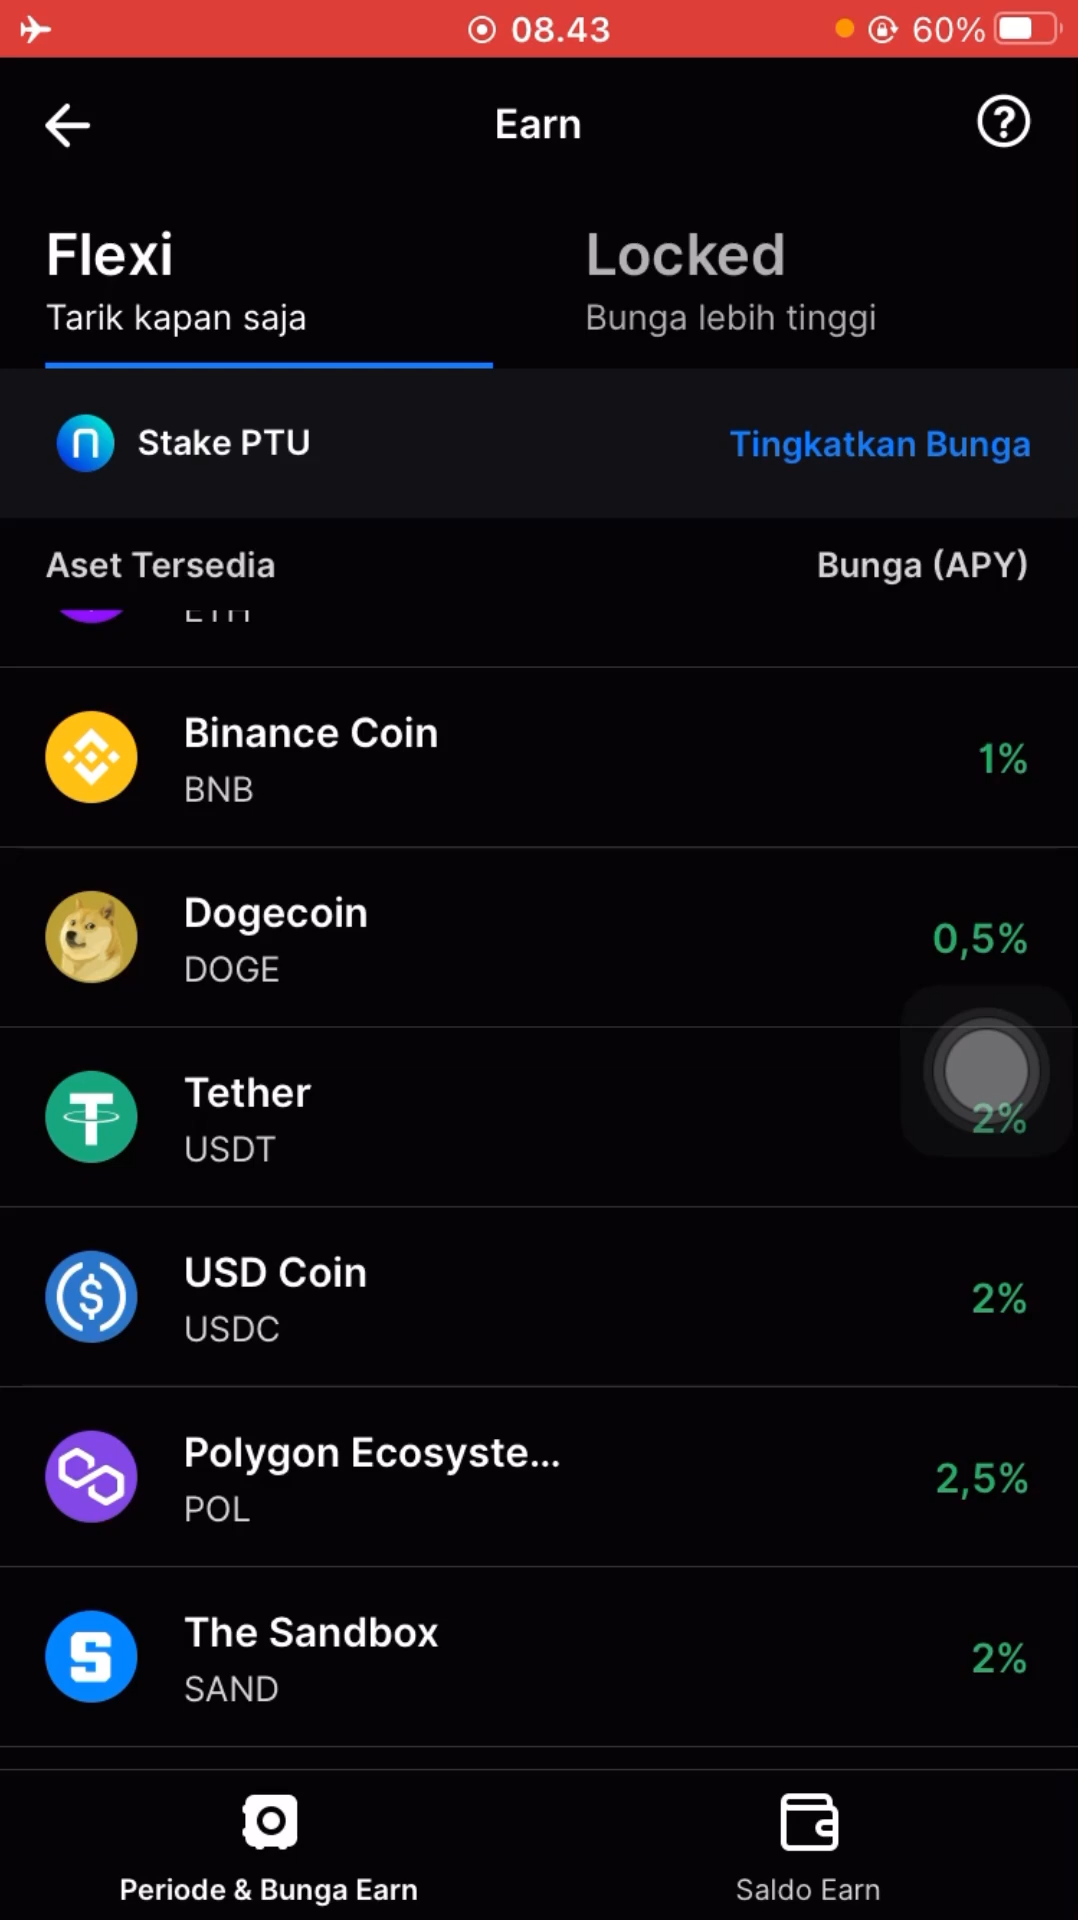 08.43
60%
Earn
Flexi
Locked
Tarik kapan saja
Bunga lebih tinggi
Stake PTU
Tingkatkan Bunga
Aset Tersedia
Bunga (APY)
ETH
Binance Coin
BNB
1%
Dogecoin
DOGE
0,5%
Tether
USDT
2%
USD Coin
USDC
2%
Polygon Ecosyste...
POL
2,5%
The Sandbox
SAND
2%
Periode & Bunga Earn
Saldo Earn